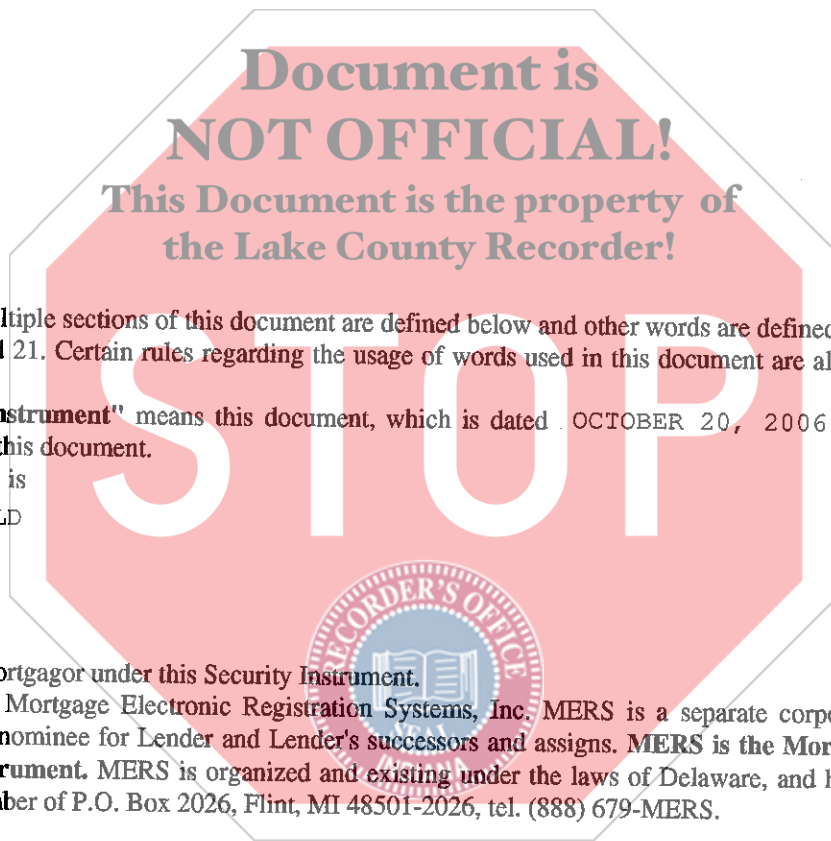 Document is
NOT OFFICIAL!
This Document is the property of
the Lake County Recorder!
ltiple sections of this document are defined below and other words are defined
21. Certain rules regarding the usage of words used in this document are al
nstrument" means this document, which is dated OCTOBER 20, 2006
this document.
is
LD
STOP
RECORDER'S OFFICE
ortgagor under this Security Instrument.
Mortgage Electronic Registration Systems, Inc. MERS is a separate corpo
nominee for Lender and Lender's successors and assigns. MERS is the Mor
SEAL
rument. MERS is organized and existing under the laws of Delaware, and h
INDIANA
ber of P.O. Box 2026, Flint, MI 48501-2026, tel. (888) 679-MERS.